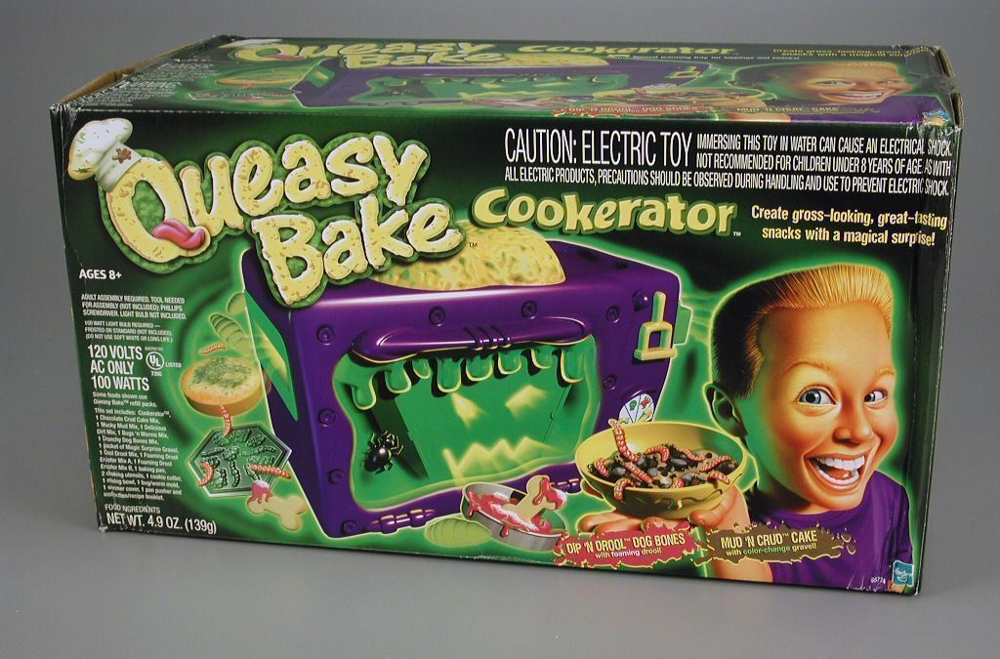 Queasy
Bake
Cookerator
Create gross-looking, great-
snacks with a magical
DIP 'N DROOL DOG BONES
MUD 'N CRUD CAKE
Queasy
Bake™
Cookerator™
CAUTION: ELECTRIC TOY
IMMERSING THIS TOY IN WATER CAN CAUSE AN ELECTRICAL SHOCK.
NOT RECOMMENDED FOR CHILDREN UNDER 8 YEARS OF AGE. AS WITH
ALL ELECTRIC PRODUCTS, PRECAUTIONS SHOULD BE OBSERVED DURING HANDLING AND USE TO PREVENT ELECTRIC SHOCK.
Create gross-looking, great-tasting
snacks with a magical surprise!
AGES 8+
ADULT ASSEMBLY REQUIRED. TOOL NEEDED
FOR ASSEMBLY (NOT INCLUDED): PHILLIPS
SCREWDRIVER. LIGHT BULB NOT INCLUDED.
100 WATT LIGHT BULB REQUIRED—
FROSTED OR STANDARD (NOT INCLUDED).
(DO NOT USE SOFT WHITE OR LONG LIFE.)
120 VOLTS
AC ONLY
100 WATTS
UL LISTED
Some foods shown use
Queasy Bake™ refill packs.
This set includes: Cookerator™,
1 Chocolate Crud Cake Mix,
1 Mucky Mud Mix, 1 Delicious
Dirt Mix, 1 Bugs 'n Worms Mix,
1 Crunchy Dog Bones Mix,
1 packet of Magic Surprise Gravel,
1 Cool Drool Mix, 1 Foaming Drool
Erictor Mix A, 1 Foaming Drool
Erictor Mix B, 1 baking pan,
2 dishing utensils, 1 cookie cutter,
1 mixing bowl, 1 bug/worm mold,
1 warmer cover, 1 pan pusher and
instruction/recipe booklet.
FOOD INGREDIENTS
NET WT. 4.9 OZ. (139g)
DIP 'N DROOL™ DOG BONES
with foaming drool!
MUD 'N CRUD™ CAKE
with color-change gravel!
Hasbro